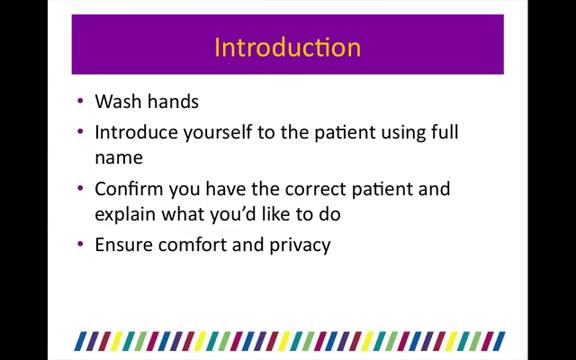 Introduction
• Wash hands
• Introduce yourself to the patient using full
name
• Confirm you have the correct patient and
explain what you'd like to do
• Ensure comfort and privacy